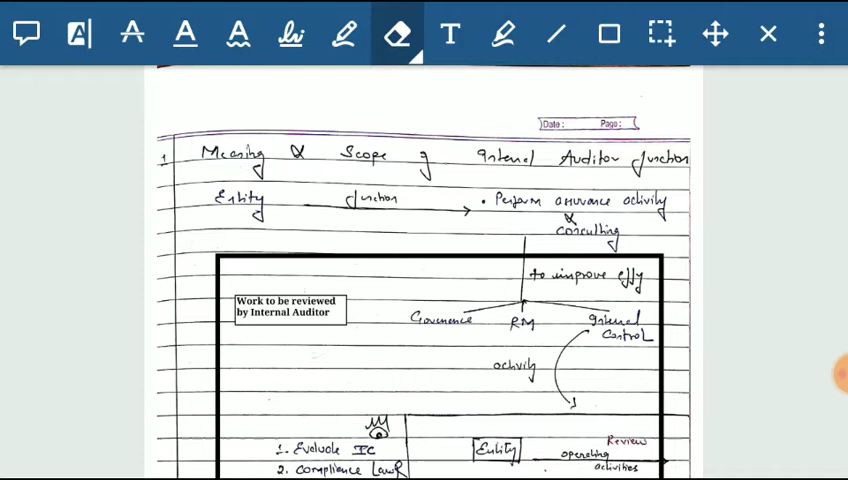 Date : Page :
1 Meaning & Scope of Internal Auditor function
Entity function • Perform assurance activity
&
consulting
to improve effy
Work to be reviewed
by Internal Auditor
Governence RM Internal
Control
activity
1. Evaluate IC
Entity
Review
operating
activities
2. Compliance Law